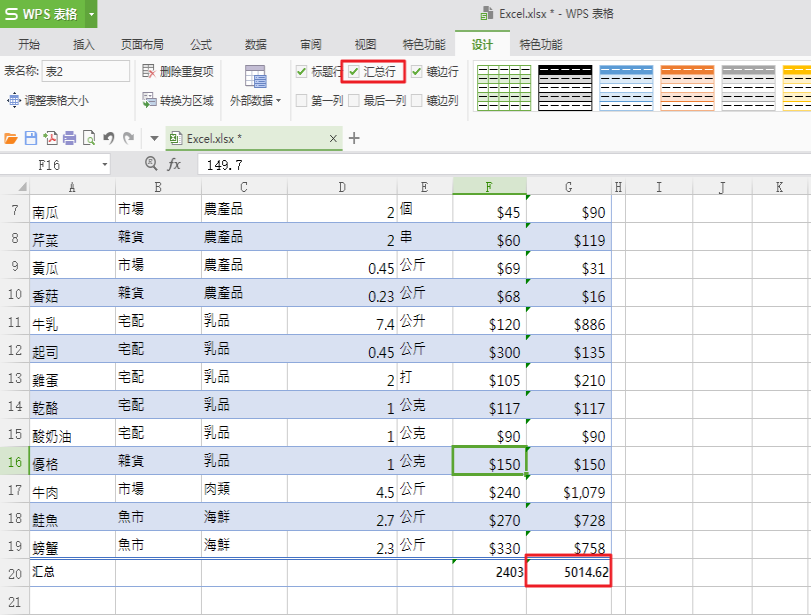 S WPS 表格
Excel.xlsx * - WPS 表格
开始 插入 页面布局 公式 数据 审阅 视图 特色功能 设计 特色功能
表名称: 表2 删除重复项 标题行 汇总行 镶边行
调整表格大小 转换为区域 外部数据 第一列 最后一列 镶边列
Excel.xlsx * × +
F16 fx 149.7
A B C D E F G H I J K
7 南瓜 市場 農產品 2 個 $45 $90
8 芹菜 雜貨 農產品 2 串 $60 $119
9 黃瓜 市場 農產品 0.45 公斤 $69 $31
10 香菇 雜貨 農產品 0.23 公斤 $68 $16
11 牛乳 宅配 乳品 7.4 公升 $120 $886
12 起司 宅配 乳品 0.45 公斤 $300 $135
13 雞蛋 宅配 乳品 2 打 $105 $210
14 乾酪 宅配 乳品 1 公克 $117 $117
15 酸奶油 宅配 乳品 1 公克 $90 $90
16 優格 雜貨 乳品 1 公克 $150 $150
17 牛肉 市場 肉類 4.5 公斤 $240 $1,079
18 鮭魚 魚市 海鮮 2.7 公斤 $270 $728
19 螃蟹 魚市 海鮮 2.3 公斤 $330 $758
20 汇总 2403 5014.62
21